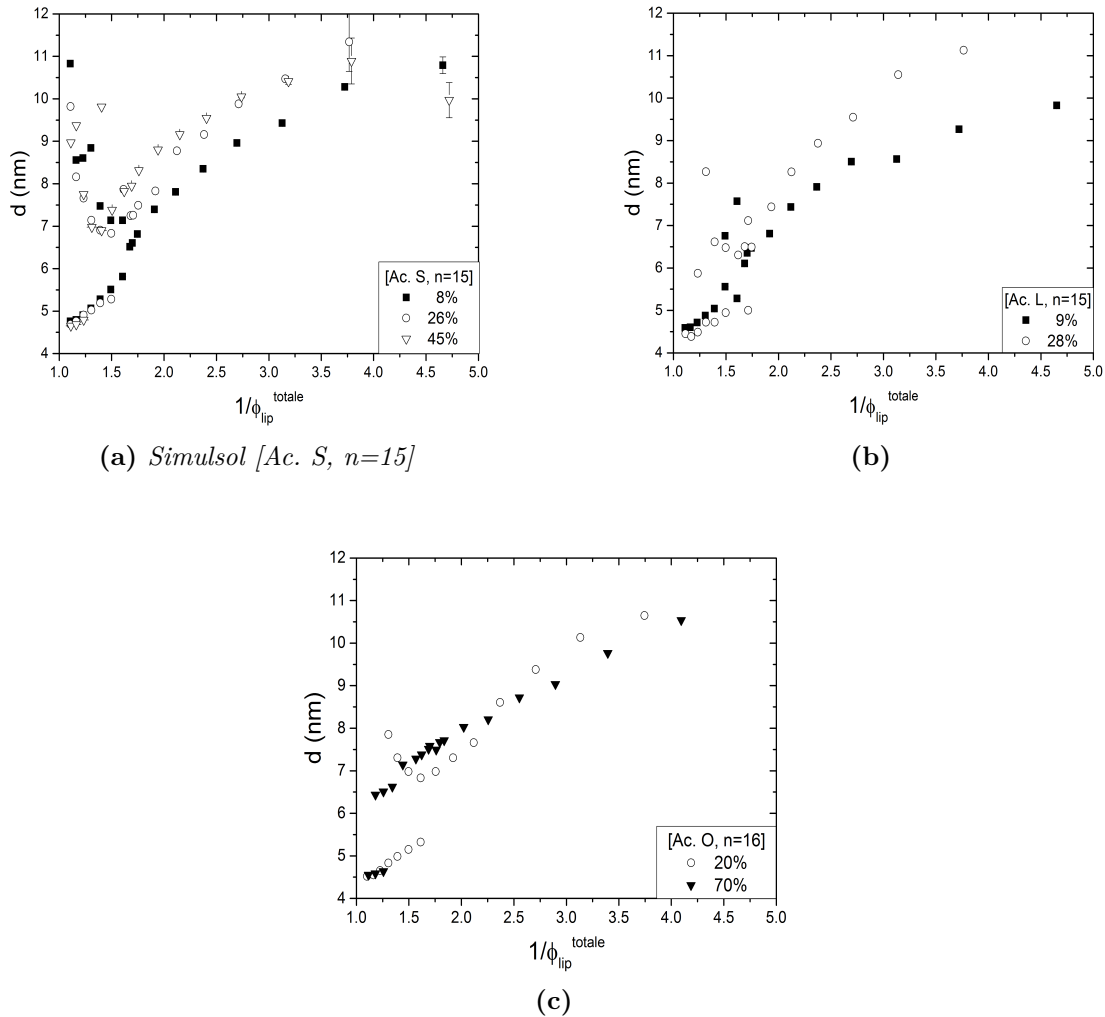 12
11
10
9
8
7
6
5
4
d (nm)
1.0 1.5 2.0 2.5 3.0 3.5 4.0 4.5 5.0
1/ϕ_lip^totale
[Ac. S, n=15]
8%
26%
45%
(a) Simulsol [Ac. S, n=15]
12
11
10
9
8
7
6
5
4
d (nm)
1.0 1.5 2.0 2.5 3.0 3.5 4.0 4.5 5.0
1/ϕ_lip^totale
[Ac. L, n=15]
9%
28%
(b)
12
11
10
9
8
7
6
5
4
d (nm)
1.0 1.5 2.0 2.5 3.0 3.5 4.0 4.5 5.0
1/ϕ_lip^totale
[Ac. O, n=16]
20%
70%
(c)